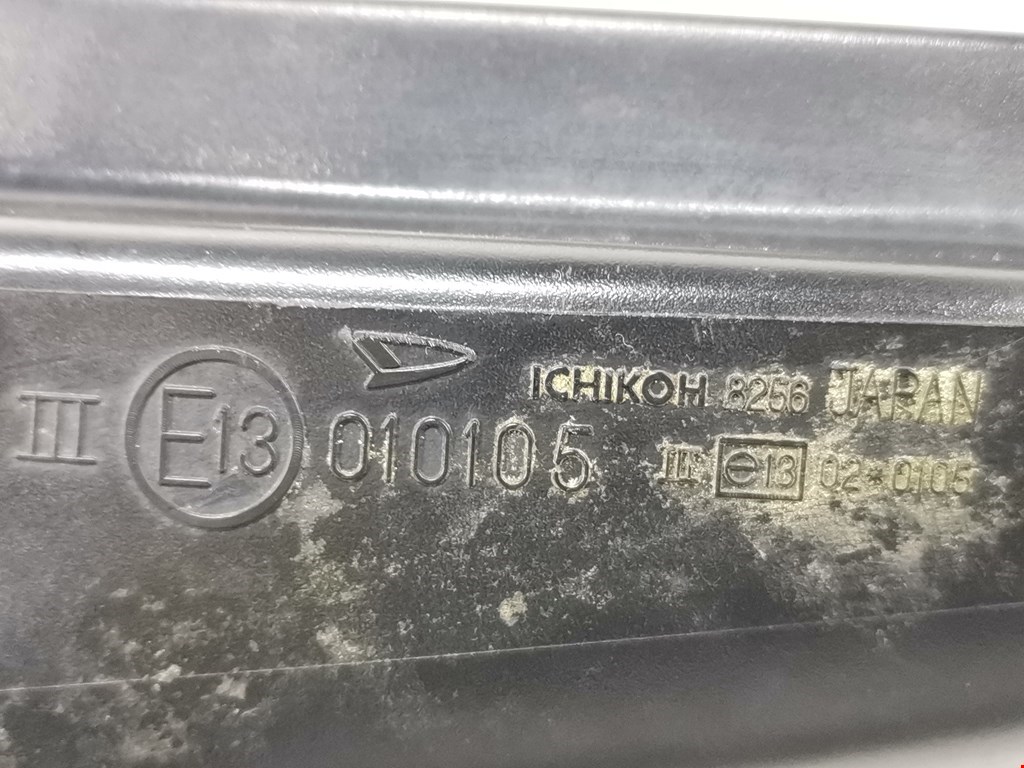 ICHIKOH 8256 JAPAN
III E13 010105
III e13 02*0105